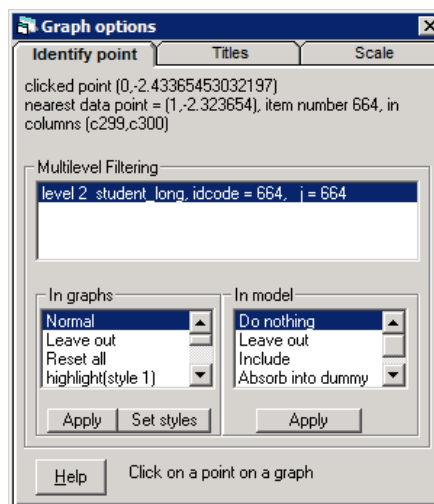 Graph options
Identify point Titles Scale
clicked point (0,-2.43365453032197)
nearest data point = (1,-2.323654), item number 664, in
columns (c299,c300)
Multilevel Filtering
level 2 student_long, idcode = 664, j = 664
In graphs In model
Normal Do nothing
Leave out Leave out
Reset all Include
highlight(style 1) Absorb into dummy
Apply Set styles Apply
Help Click on a point on a graph